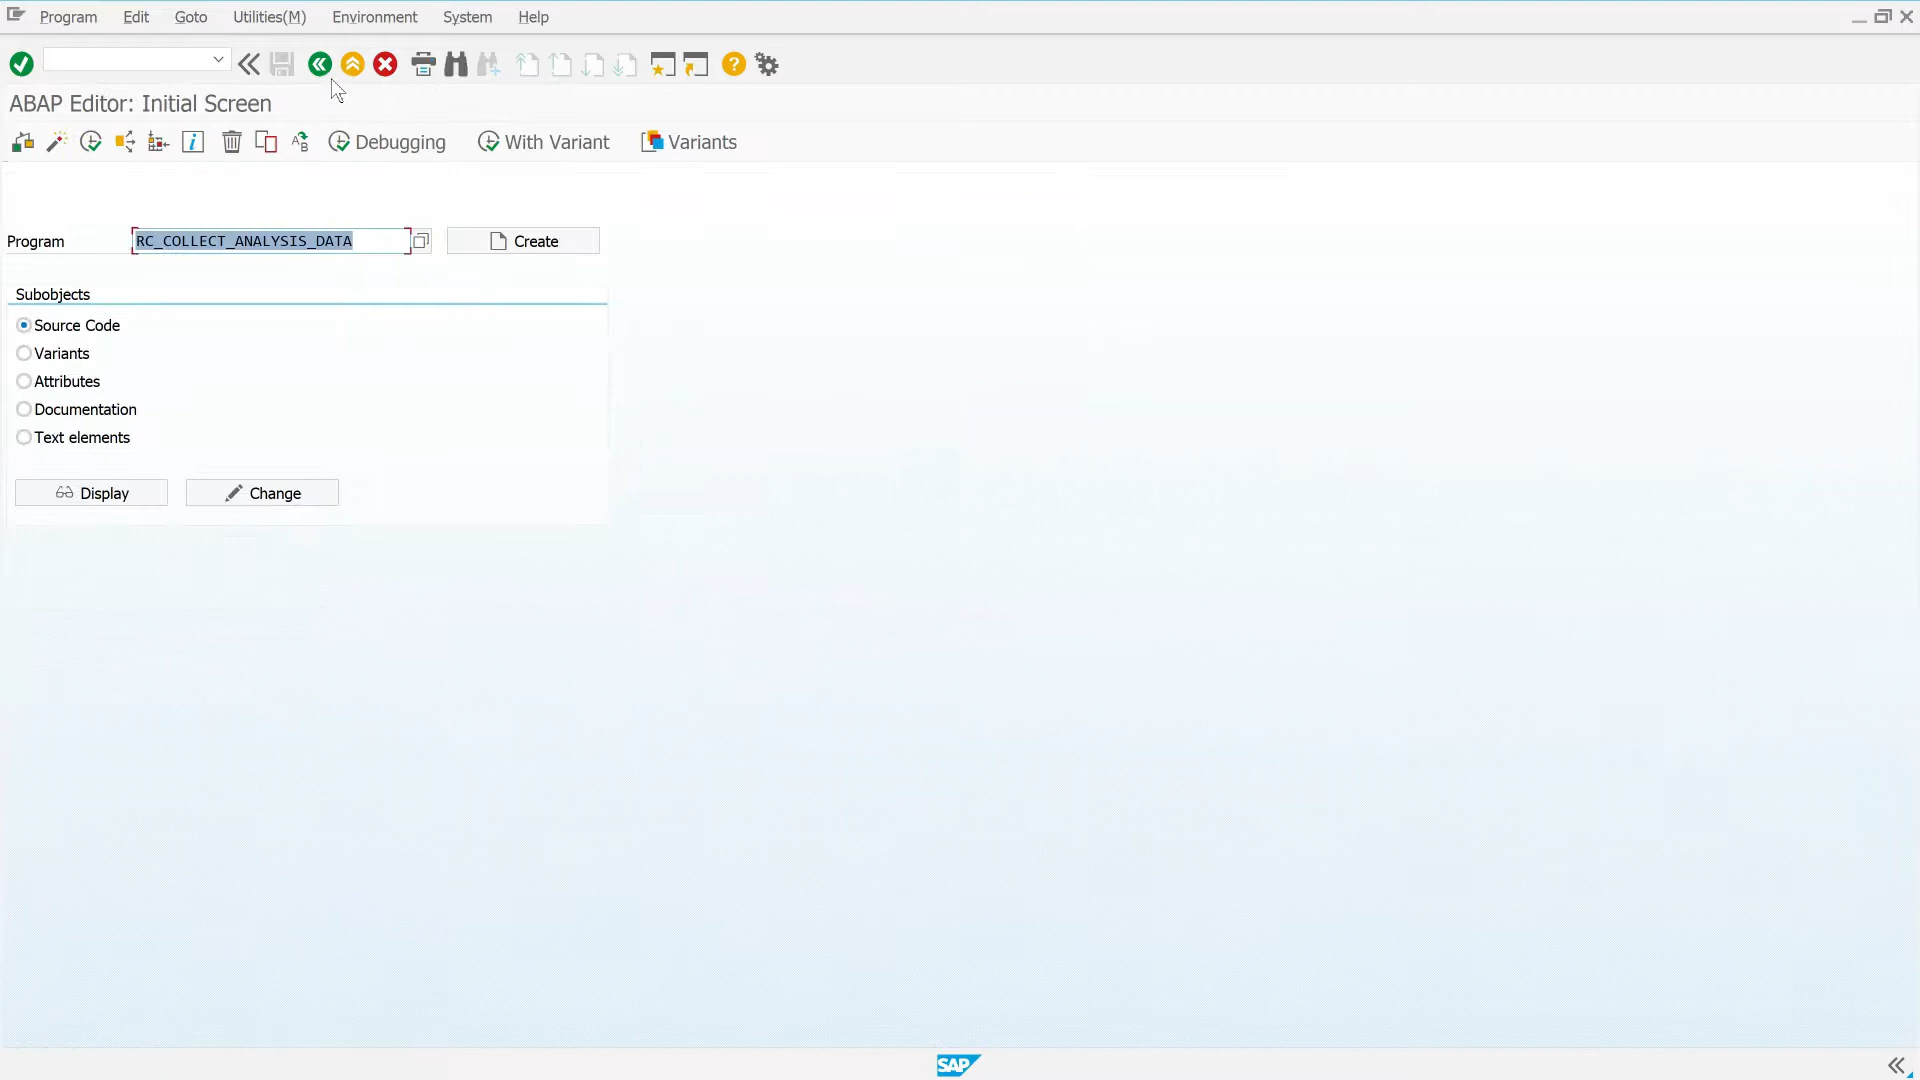 Program Edit Goto Utilities(M) Environment System Help
ABAP Editor: Initial Screen
Debugging With Variant Variants
Program RC_COLLECT_ANALYSIS_DATA Create
Subobjects
Source Code
Variants
Attributes
Documentation
Text elements
Display Change
SAP